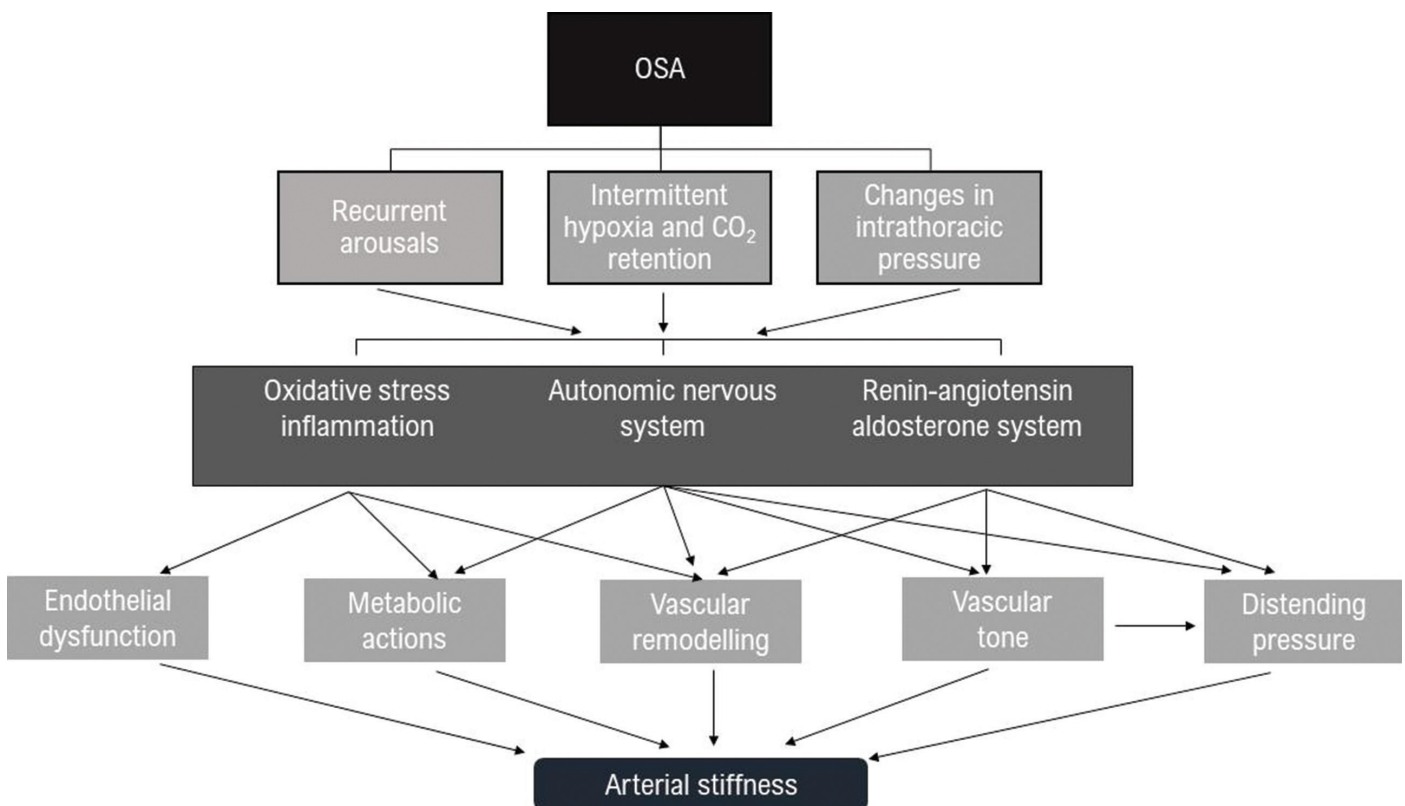 OSA
Recurrent
arousals
Intermittent
hypoxia and CO₂
retention
Changes in
intrathoracic
pressure
Oxidative stress
inflammation
Autonomic nervous
system
Renin-angiotensin
aldosterone system
Endothelial
dysfunction
Metabolic
actions
Vascular
remodelling
Vascular
tone
Distending
pressure
Arterial stiffness